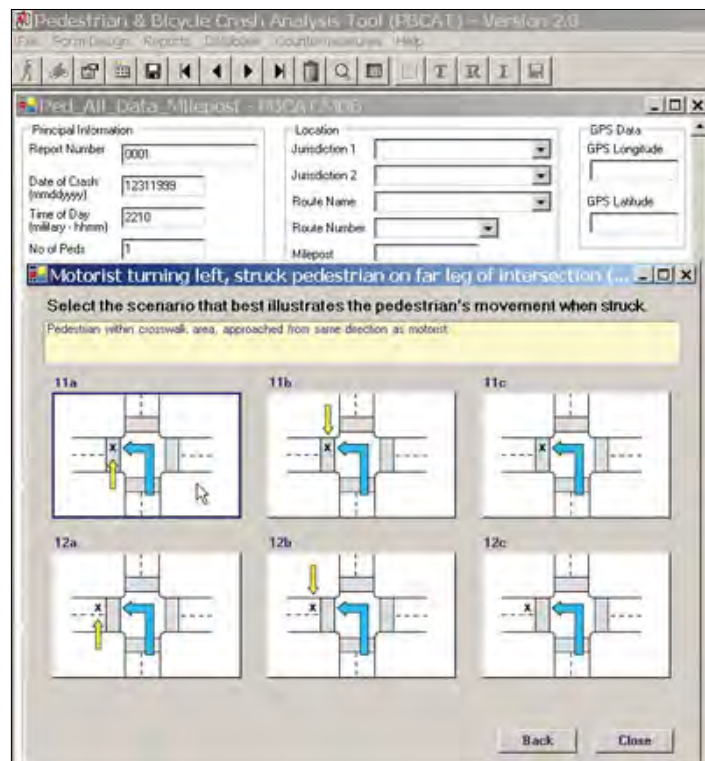 Pedestrian & Bicycle Crash Analysis Tool (PBCAT) - Version 2.0
File Form Design Reports Database Countermeasures Help
T R I
Ped_All_Data_Milepost - PBCAT.MDB
Principal Information
Location
GPS Data
Report Number 0001
Jurisdiction 1
GPS Longitude
Date of Crash
(mmddyyyy) 12311999
Jurisdiction 2
Route Name
GPS Latitude
Time of Day
(military - hhmm) 2210
Route Number
No of Peds 1
Milepost
Motorist turning left, struck pedestrian on far leg of intersection (...
Select the scenario that best illustrates the pedestrian's movement when struck.
Pedestrian within crosswalk area, approached from same direction as motorist
11a 11b 11c
x x x
12a 12b 12c
x x x
Back Close